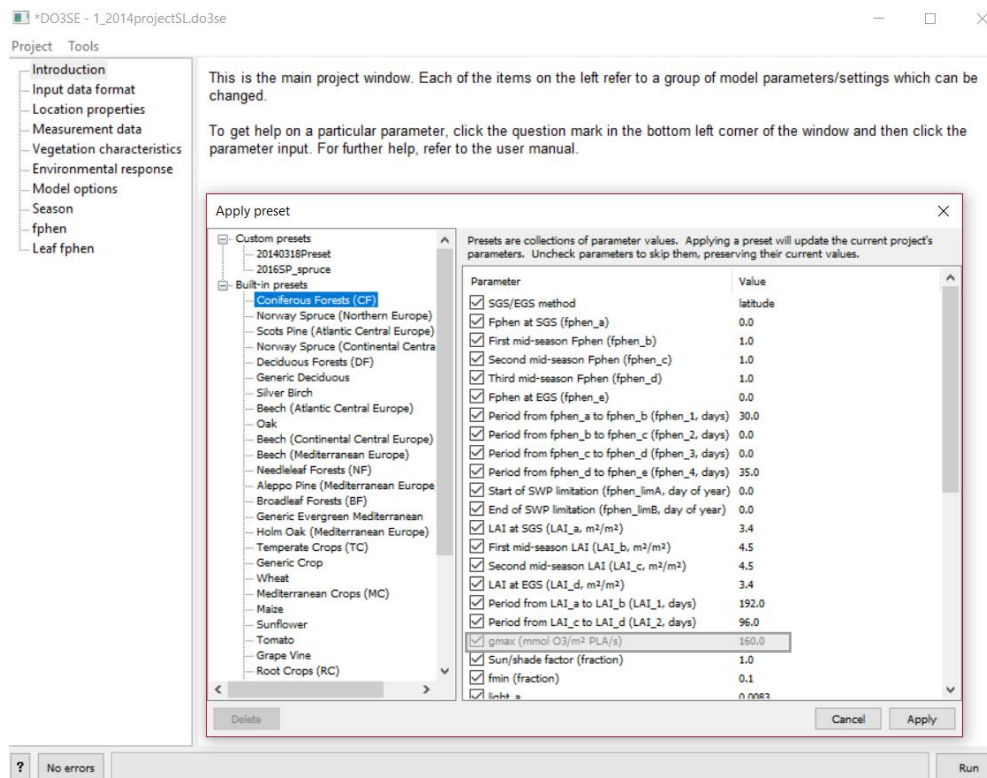 *DO3SE - 1_2014projectSL.do3se
Project Tools
Introduction
Input data format
Location properties
Measurement data
Vegetation characteristics
Environmental response
Model options
Season
fphen
Leaf fphen
This is the main project window. Each of the items on the left refer to a group of model parameters/settings which can be
changed.
To get help on a particular parameter, click the question mark in the bottom left corner of the window and then click the
parameter input. For further help, refer to the user manual.
Apply preset
Custom presets
20140318Preset
2016SP_spruce
Built-in presets
Coniferous Forests (CF)
Norway Spruce (Northern Europe)
Scots Pine (Atlantic Central Europe)
Norway Spruce (Continental Centra
Deciduous Forests (DF)
Generic Deciduous
Silver Birch
Beech (Atlantic Central Europe)
Oak
Beech (Continental Central Europe)
Beech (Mediterranean Europe)
Needleleaf Forests (NF)
Aleppo Pine (Mediterranean Europe
Broadleaf Forests (BF)
Generic Evergreen Mediterranean
Holm Oak (Mediterranean Europe)
Temperate Crops (TC)
Generic Crop
Wheat
Mediterranean Crops (MC)
Maize
Sunflower
Tomato
Grape Vine
Root Crops (RC)
Presets are collections of parameter values. Applying a preset will update the current project's
parameters. Uncheck parameters to skip them, preserving their current values.
Parameter Value
SGS/EGS method latitude
Fphen at SGS (fphen_a) 0.0
First mid-season Fphen (fphen_b) 1.0
Second mid-season Fphen (fphen_c) 1.0
Third mid-season Fphen (fphen_d) 1.0
Fphen at EGS (fphen_e) 0.0
Period from fphen_a to fphen_b (fphen_1, days) 30.0
Period from fphen_b to fphen_c (fphen_2, days) 0.0
Period from fphen_c to fphen_d (fphen_3, days) 0.0
Period from fphen_d to fphen_e (fphen_4, days) 35.0
Start of SWP limitation (fphen_limA, day of year) 0.0
End of SWP limitation (fphen_limB, day of year) 0.0
LAI at SGS (LAI_a, m²/m²) 3.4
First mid-season LAI (LAI_b, m²/m²) 4.5
Second mid-season LAI (LAI_c, m²/m²) 4.5
LAI at EGS (LAI_d, m²/m²) 3.4
Period from LAI_a to LAI_b (LAI_1, days) 192.0
Period from LAI_c to LAI_d (LAI_2, days) 96.0
gmax (mmol O3/m² PLA/s) 160.0
Sun/shade factor (fraction) 1.0
fmin (fraction) 0.1
light_a 0.0083
Delete
Cancel Apply
? No errors Run